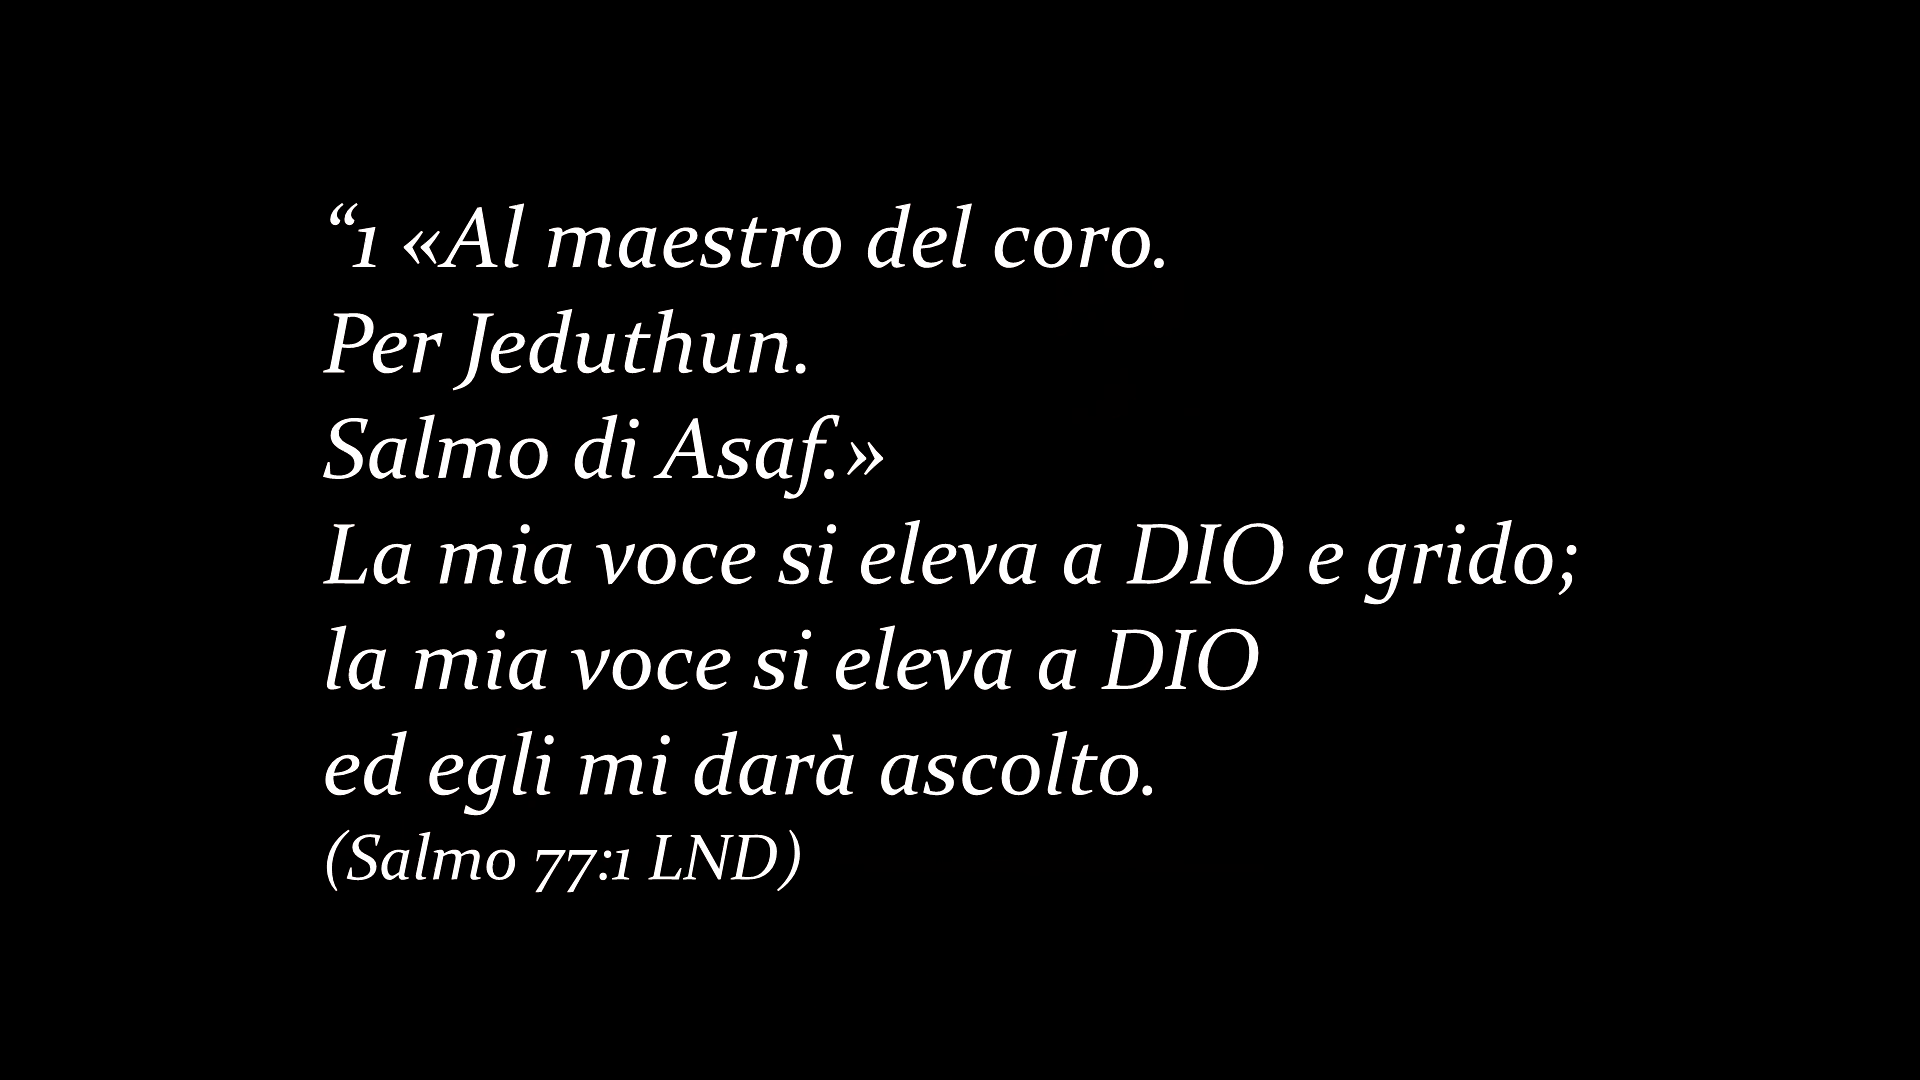 “1 «Al maestro del coro.
Per Jeduthun.
Salmo di Asaf.»
La mia voce si eleva a DIO e grido;
la mia voce si eleva a DIO
ed egli mi darà ascolto.
(Salmo 77:1 LND)